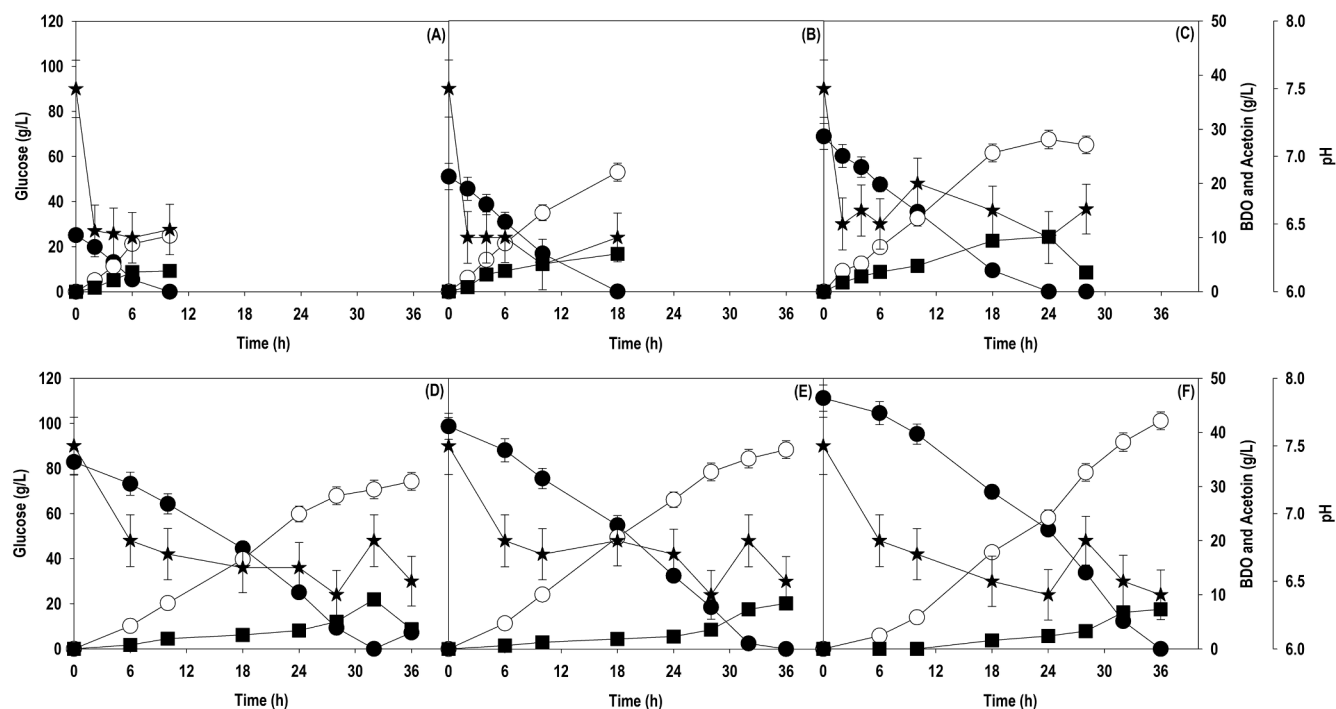 120
100
80
60
40
20
0
Glucose (g/L)
(A)
0 6 12 18 24 30 36
Time (h)
(B)
0 6 12 18 24 30 36
Time (h)
(C)
0 6 12 18 24 30 36
Time (h)
50
40
30
20
10
0
BDO and Acetoin (g/L)
8.0
7.5
7.0
6.5
6.0
pH
120
100
80
60
40
20
0
Glucose (g/L)
(D)
0 6 12 18 24 30 36
Time (h)
(E)
0 6 12 18 24 30 36
Time (h)
(F)
0 6 12 18 24 30 36
Time (h)
50
40
30
20
10
0
BDO and Acetoin (g/L)
8.0
7.5
7.0
6.5
6.0
pH